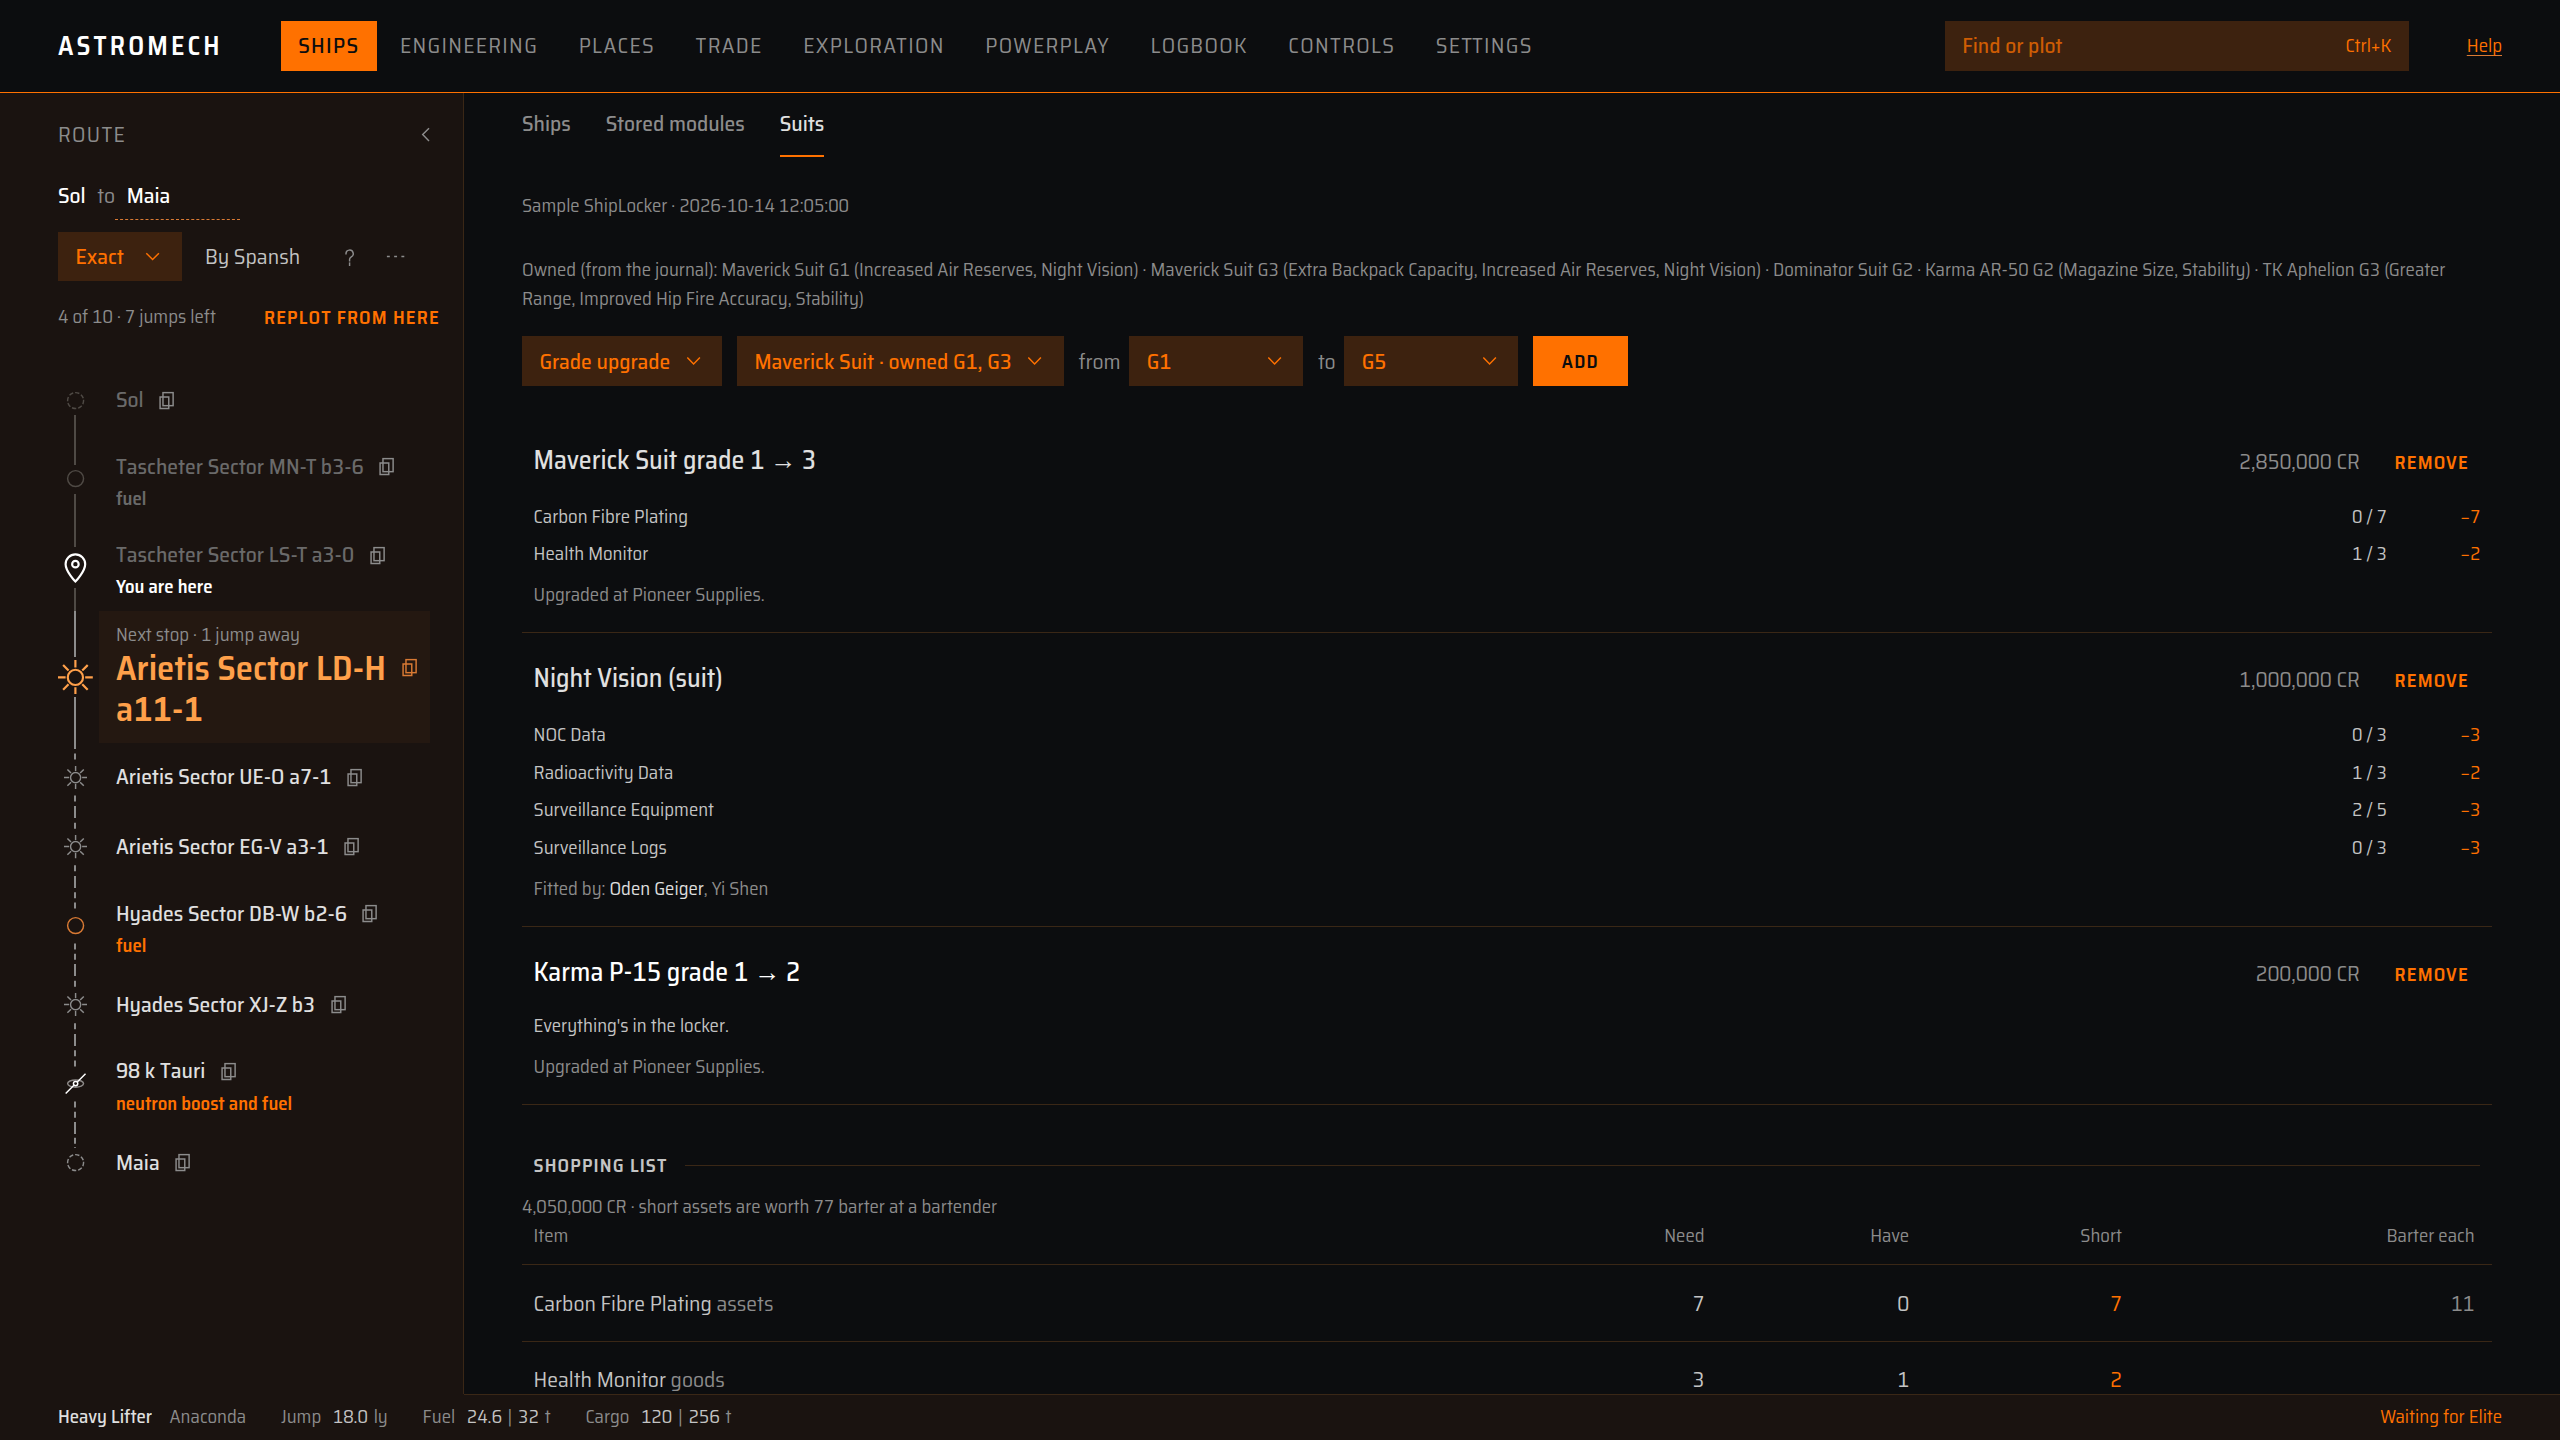 ASTROMECH SHIPS ENGINEERING PLACES TRADE EXPLORATION POWERPLAY LOGBOOK CONTROLS SETTINGS Find or plot Ctrl+K Help
ROUTE
Sol to Maia
Exact By Spansh ? ···
4 of 10 · 7 jumps left REPLOT FROM HERE
Sol
Tascheter Sector MN-T b3-6
fuel
Tascheter Sector LS-T a3-0
You are here
Next stop · 1 jump away
Arietis Sector LD-H
a11-1
Arietis Sector UE-O a7-1
Arietis Sector EG-V a3-1
Hyades Sector DB-W b2-6
fuel
Hyades Sector XJ-Z b3
98 k Tauri
neutron boost and fuel
Maia
Ships Stored modules Suits
Sample ShipLocker · 2026-10-14 12:05:00
Owned (from the journal): Maverick Suit G1 (Increased Air Reserves, Night Vision) · Maverick Suit G3 (Extra Backpack Capacity, Increased Air Reserves, Night Vision) · Dominator Suit G2 · Karma AR-50 G2 (Magazine Size, Stability) · TK Aphelion G3 (Greater
Range, Improved Hip Fire Accuracy, Stability)
Grade upgrade Maverick Suit · owned G1, G3 from G1 to G5 ADD
Maverick Suit grade 1 → 3 2,850,000 CR REMOVE
Carbon Fibre Plating 0 / 7 −7
Health Monitor 1 / 3 −2
Upgraded at Pioneer Supplies.
Night Vision (suit) 1,000,000 CR REMOVE
NOC Data 0 / 3 −3
Radioactivity Data 1 / 3 −2
Surveillance Equipment 2 / 5 −3
Surveillance Logs 0 / 3 −3
Fitted by: Oden Geiger, Yi Shen
Karma P-15 grade 1 → 2 200,000 CR REMOVE
Everything's in the locker.
Upgraded at Pioneer Supplies.
SHOPPING LIST
4,050,000 CR · short assets are worth 77 barter at a bartender
Item Need Have Short Barter each
Carbon Fibre Plating assets 7 0 7 11
Health Monitor goods 3 1 2
Heavy Lifter Anaconda Jump 18.0 ly Fuel 24.6 | 32 t Cargo 120 | 256 t Waiting for Elite